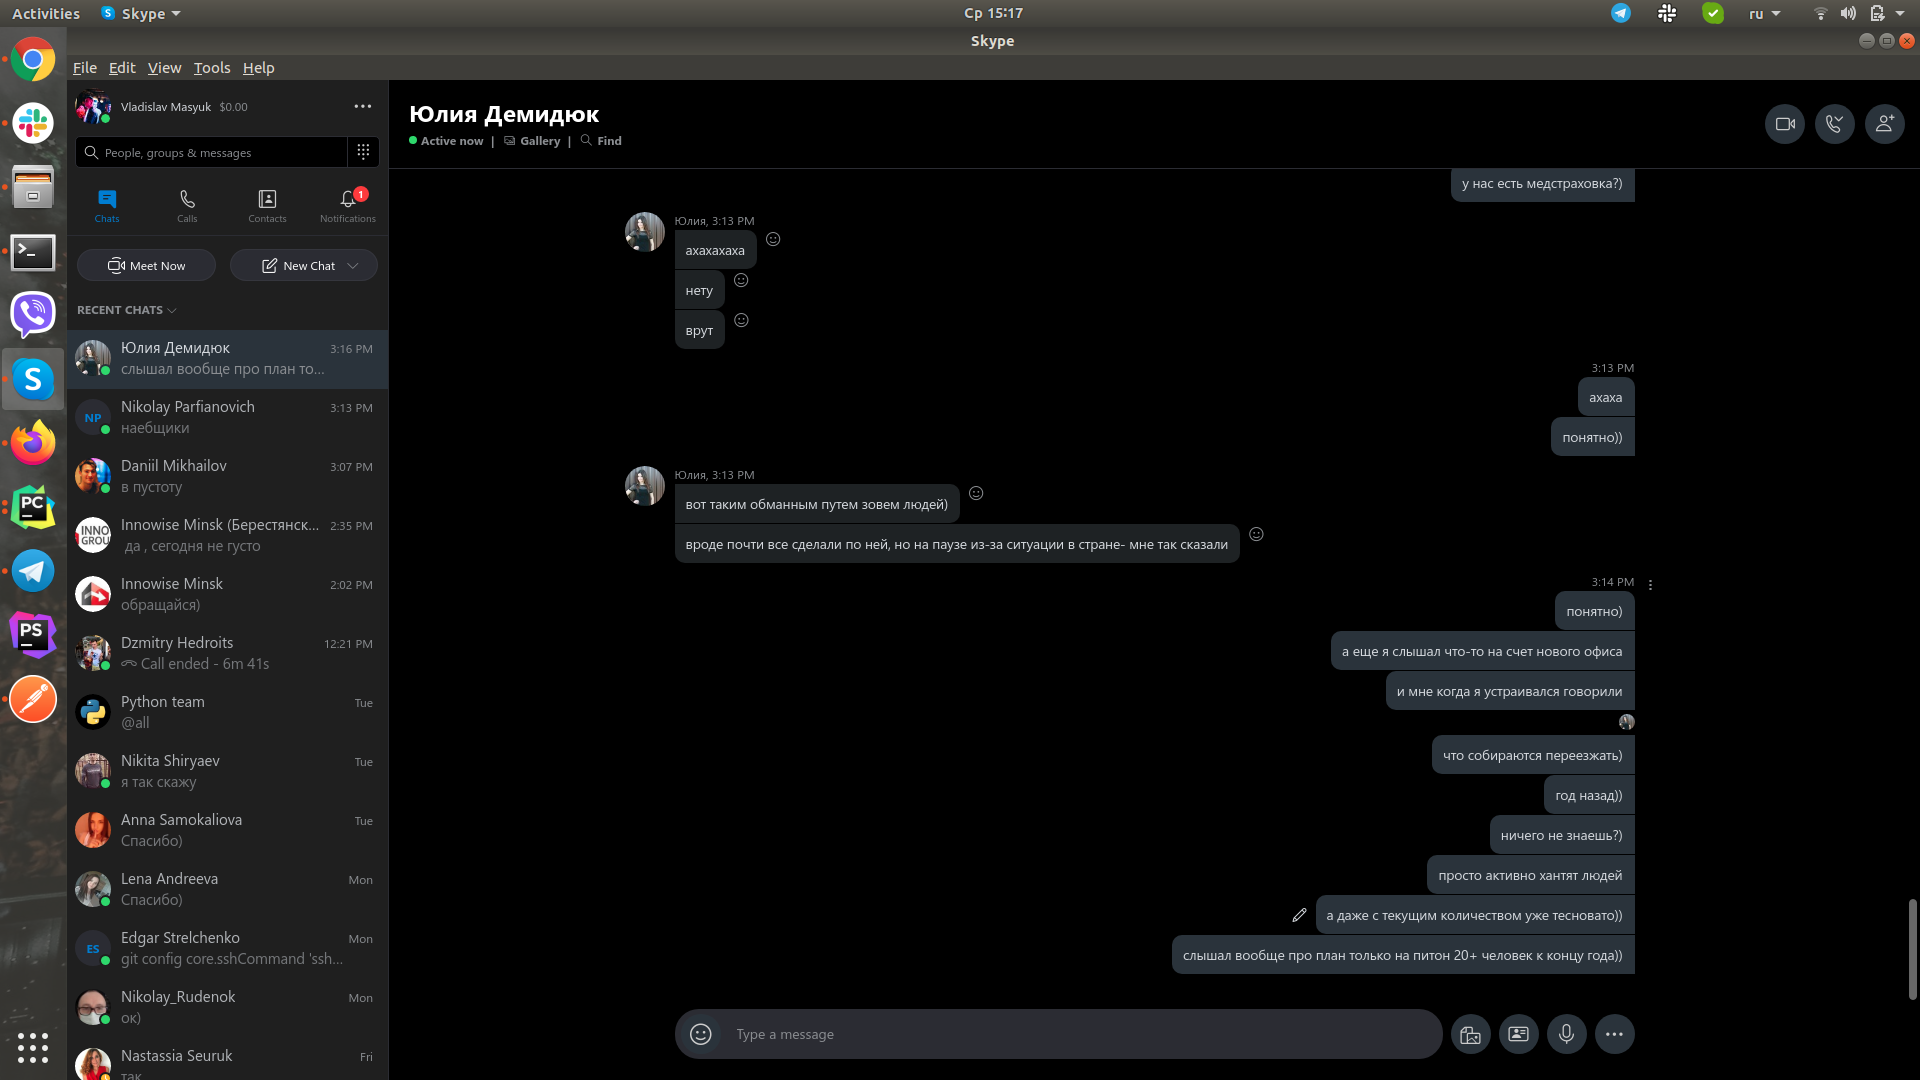 Activities
Skype
Ср 15:17
ru
Skype
File Edit View Tools Help
Vladislav Masyuk $0.00
People, groups & messages
Chats
Calls
Contacts
1
Notifications
Meet Now
New Chat
RECENT CHATS
Юлия Демидюк 3:16 PM
слышал вообще про план то...
NP
Nikolay Parfianovich 3:13 PM
наебщики
Daniil Mikhailov 3:07 PM
в пустоту
INNO
GROU
Innowise Minsk (Берестянск... 2:35 PM
да , сегодня не густо
Innowise Minsk 2:02 PM
обращайся)
Dzmitry Hedroits 12:21 PM
Call ended - 6m 41s
Python team Tue
@all
Nikita Shiryaev Tue
я так скажу
Anna Samokaliova Tue
Спасибо)
Lena Andreeva Mon
Спасибо)
ES
Edgar Strelchenko Mon
git config core.sshCommand 'ssh...
Nikolay_Rudenok Mon
ок)
Nastassia Seuruk Fri
так
PC
PS
Юлия Демидюк
Active now | Gallery | Find
у нас есть медстраховка?)
Юлия, 3:13 PM
ахахахаха
нету
врут
3:13 PM
ахаха
понятно))
Юлия, 3:13 PM
вот таким обманным путем зовем людей)
вроде почти все сделали по ней, но на паузе из-за ситуации в стране- мне так сказали
3:14 PM
понятно)
а еще я слышал что-то на счет нового офиса
и мне когда я устраивался говорили
что собираются переезжать)
год назад))
ничего не знаешь?)
просто активно хантят людей
а даже с текущим количеством уже тесновато))
слышал вообще про план только на питон 20+ человек к концу года))
Type a message